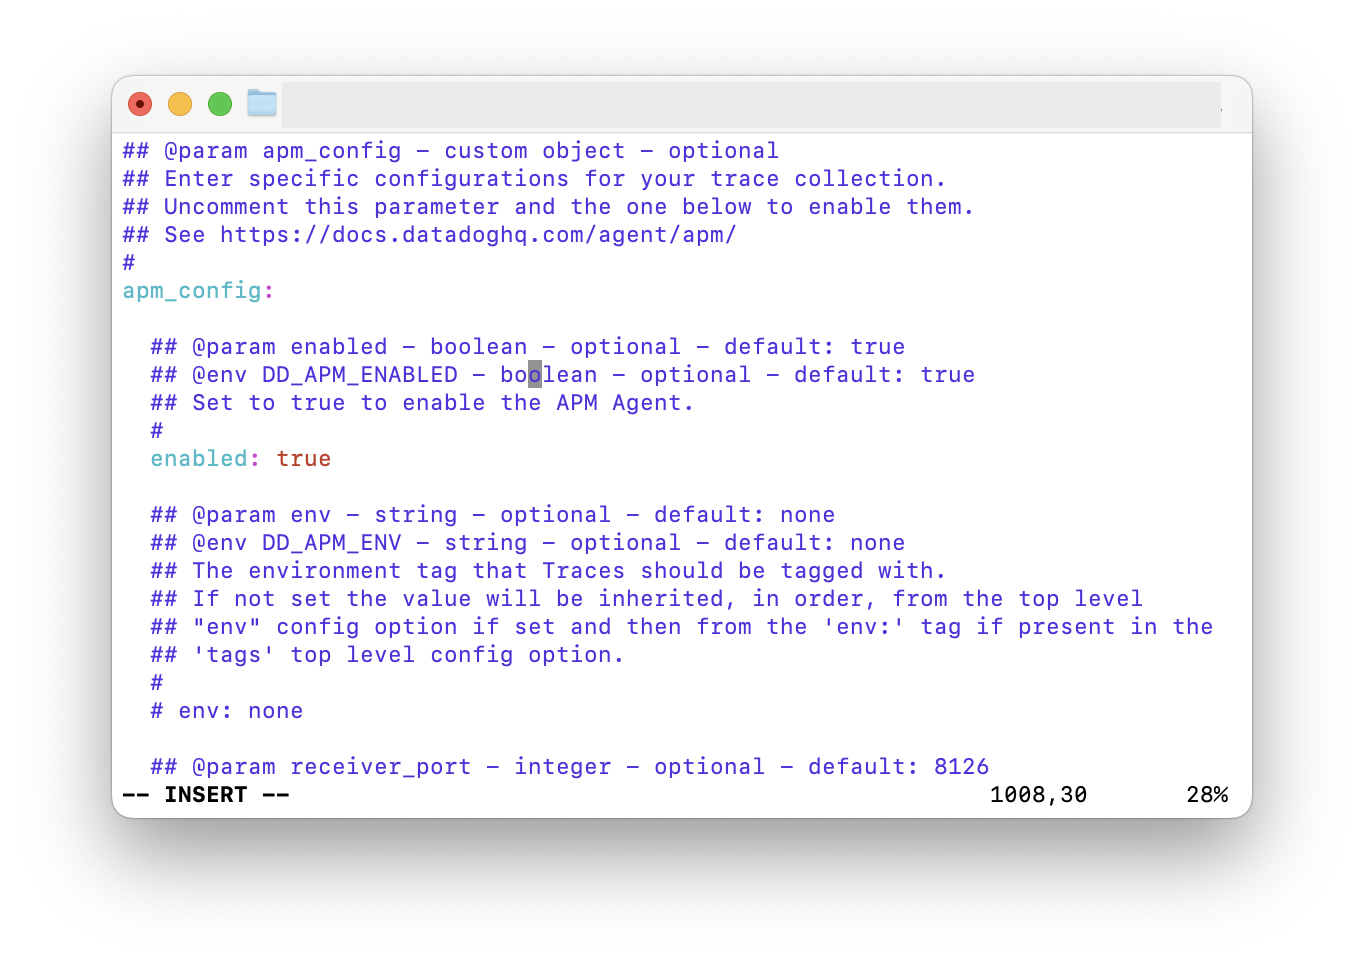 ## @param apm_config - custom object - optional
## Enter specific configurations for your trace collection.
## Uncomment this parameter and the one below to enable them.
## See https://docs.datadoghq.com/agent/apm/
#
apm_config:
## @param enabled - boolean - optional - default: true
## @env DD_APM_ENABLED - boolean - optional - default: true
## Set to true to enable the APM Agent.
#
enabled: true
## @param env - string - optional - default: none
## @env DD_APM_ENV - string - optional - default: none
## The environment tag that Traces should be tagged with.
## If not set the value will be inherited, in order, from the top level
## "env" config option if set and then from the 'env:' tag if present in the
## 'tags' top level config option.
#
# env: none
## @param receiver_port - integer - optional - default: 8126
-- INSERT -- 1008,30 28%